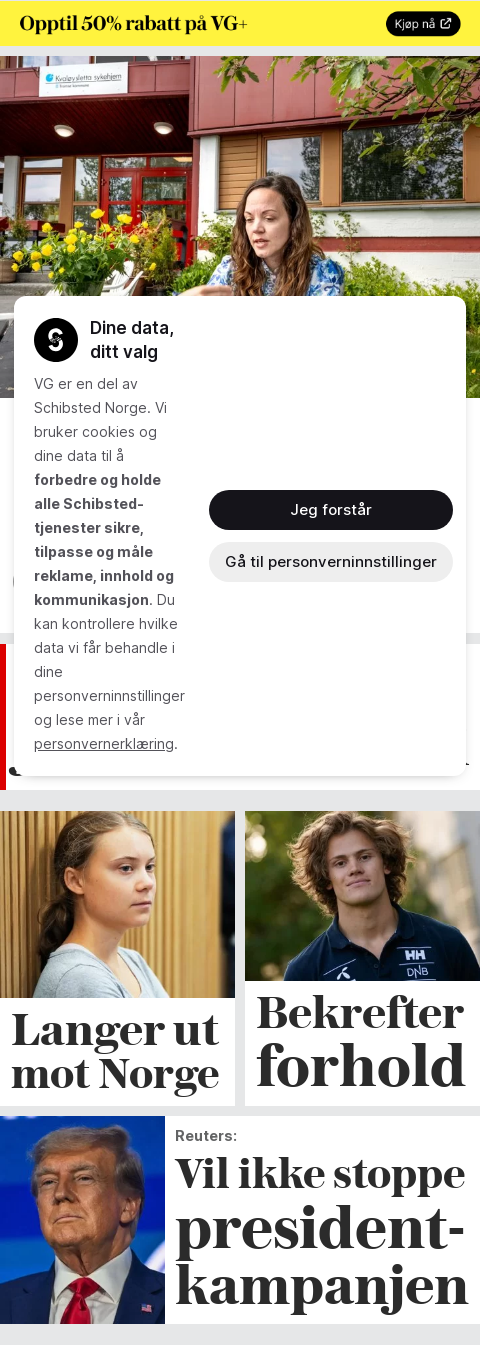 Opptil 50% rabatt på VG+
Kjøp nå
Kvaløysletta sykehjem
Dine data,
ditt valg
VG er en del av
Schibsted Norge. Vi
bruker cookies og
dine data til å
forbedre og holde
alle Schibsted-
tjenester sikre,
tilpasse og måle
reklame, innhold og
kommunikasjon. Du
kan kontrollere hvilke
data vi får behandle i
dine
personverninnstillinger
og lese mer i vår
personvernerklæring.
Jeg forstår
Gå til personverninnstillinger
HH
DNB
Langer ut
mot Norge
Bekrefter
forhold
Reuters:
Vil ikke stoppe
president-
kampanjen